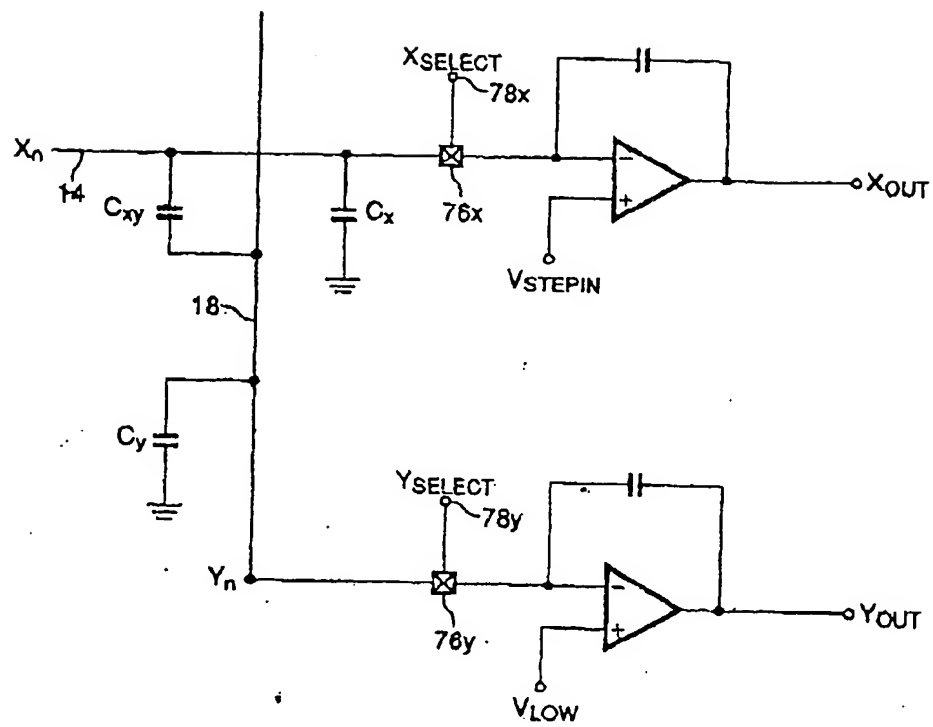 XSELECT
78x
Xn
14
Cxy
Cx
76x
−
+
XOUT
VSTEPIN
18
Cy
YSELECT
78y
Yn
76y
−
+
YOUT
VLOW